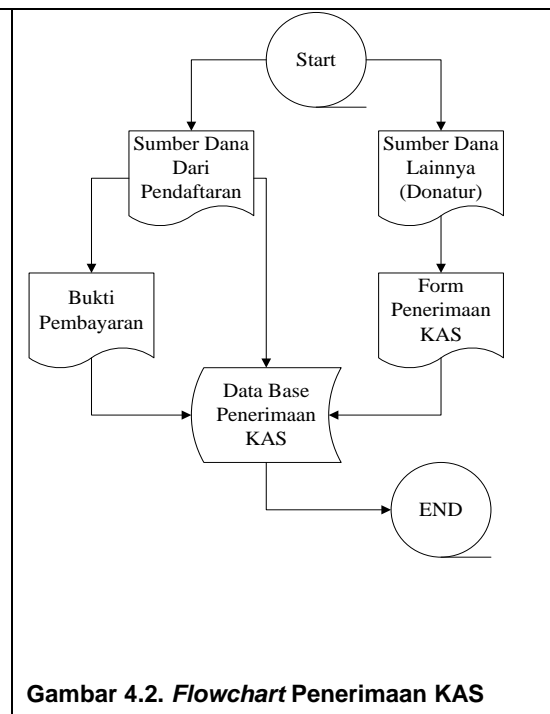 Start
Sumber Dana
Dari
Pendaftaran
Sumber Dana
Lainnya
(Donatur)
Bukti
Pembayaran
Form
Penerimaan
KAS
Data Base
Penerimaan
KAS
END
Gambar 4.2. Flowchart Penerimaan KAS